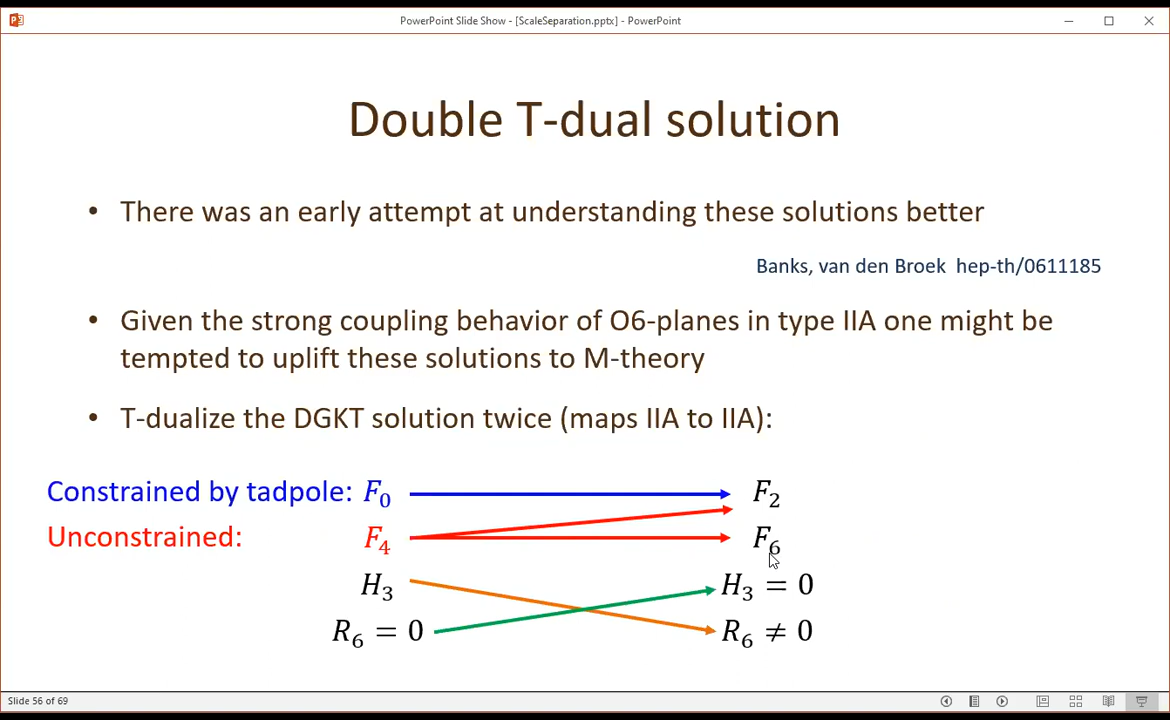 PowerPoint Slide Show - [ScaleSeparation.pptx] - PowerPoint
Double T-dual solution
• There was an early attempt at understanding these solutions better
Banks, van den Broek hep-th/0611185
• Given the strong coupling behavior of O6-planes in type IIA one might be
tempted to uplift these solutions to M-theory
• T-dualize the DGKT solution twice (maps IIA to IIA):
Constrained by tadpole: F₀ F₂
Unconstrained: F₄ F₆
H₃ H₃ = 0
R₆ = 0 R₆ ≠ 0
Slide 56 of 69